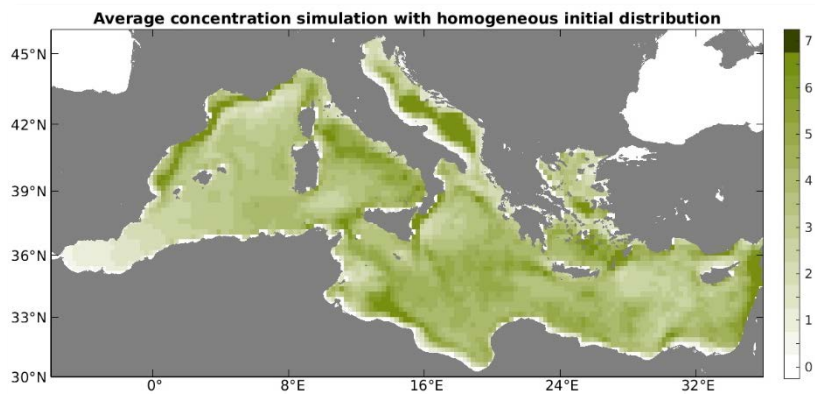 Average concentration simulation with homogeneous initial distribution
45°N
42°N
39°N
36°N
33°N
30°N
0°
8°E
16°E
24°E
32°E
7
6
5
4
3
2
1
0